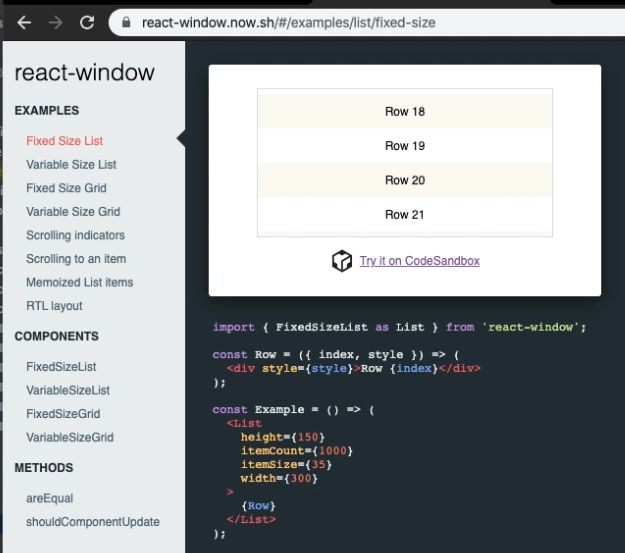 react-window.now.sh/#/examples/list/fixed-size
react-window
EXAMPLES
Fixed Size List
Variable Size List
Fixed Size Grid
Variable Size Grid
Scrolling indicators
Scrolling to an item
Memoized List items
RTL layout
COMPONENTS
FixedSizeList
VariableSizeList
FixedSizeGrid
VariableSizeGrid
METHODS
areEqual
shouldComponentUpdate
Row 18
Row 19
Row 20
Row 21
Try it on CodeSandbox
import { FixedSizeList as List } from 'react-window';
const Row = ({ index, style }) => (
<div style={style}>Row {index}</div>
);
const Example = () => (
<List
height={150}
itemCount={1000}
itemSize={35}
width={300}
>
{Row}
</List>
);